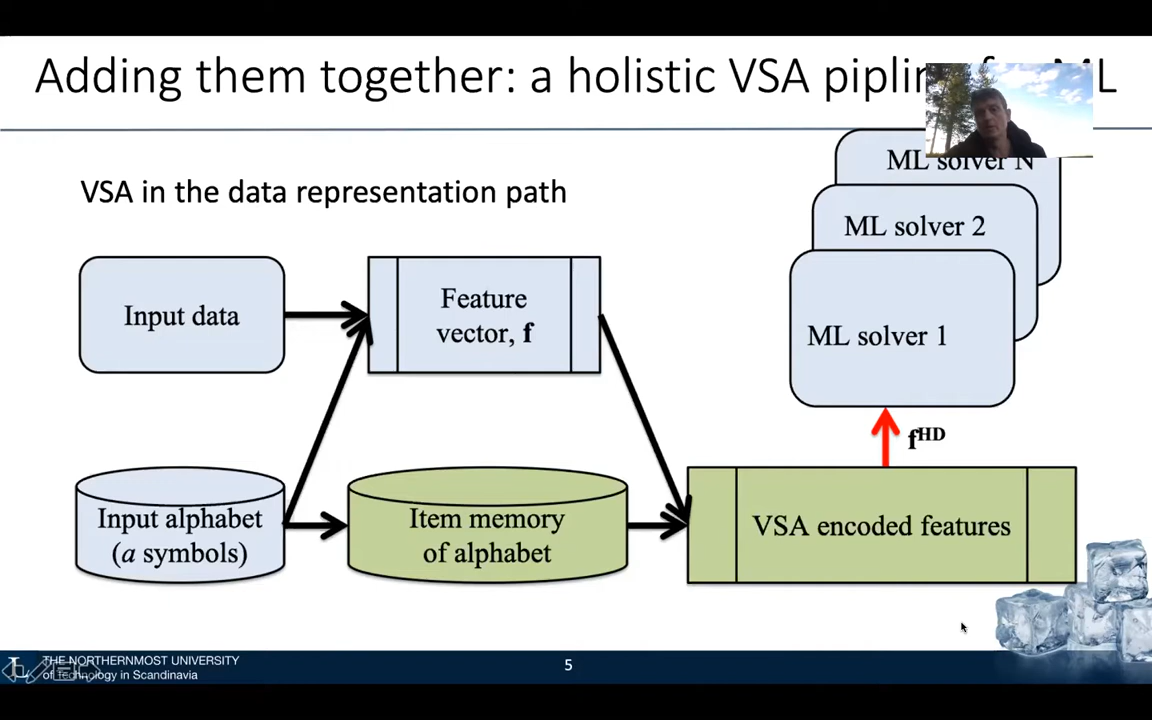 Adding them together: a holistic VSA piplin ML
VSA in the data representation path
ML solver N
ML solver 2
ML solver 1
Input data
Feature
vector, f
f^HD
Input alphabet
(a symbols)
Item memory
of alphabet
VSA encoded features
THE NORTHERNMOST UNIVERSITY
of Technology in Scandinavia
5